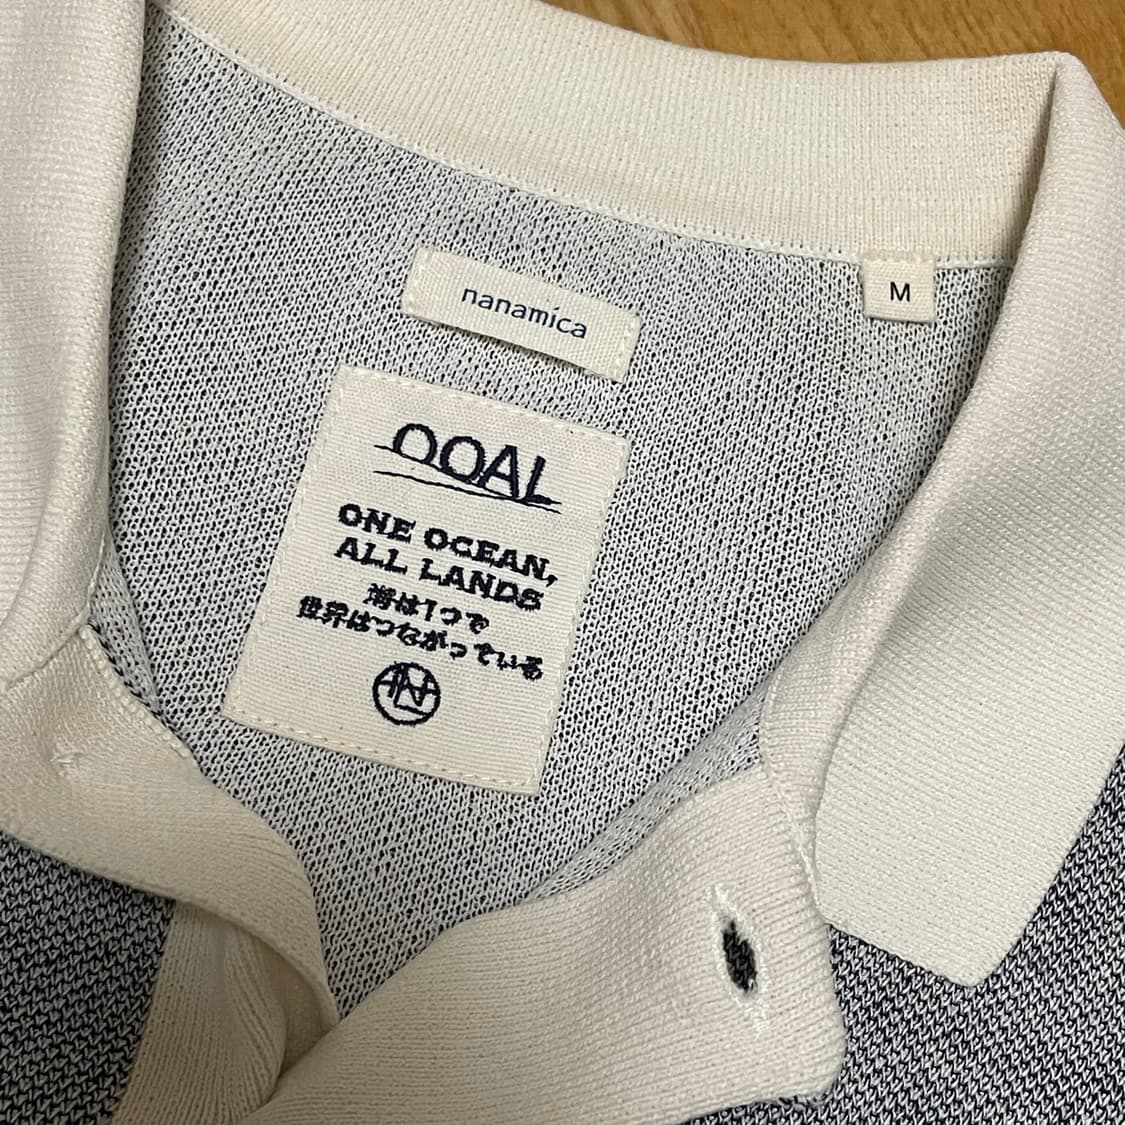 nanamica
M
OOAL
ONE OCEAN,
ALL LANDS
海は1つで
世界はつながっている